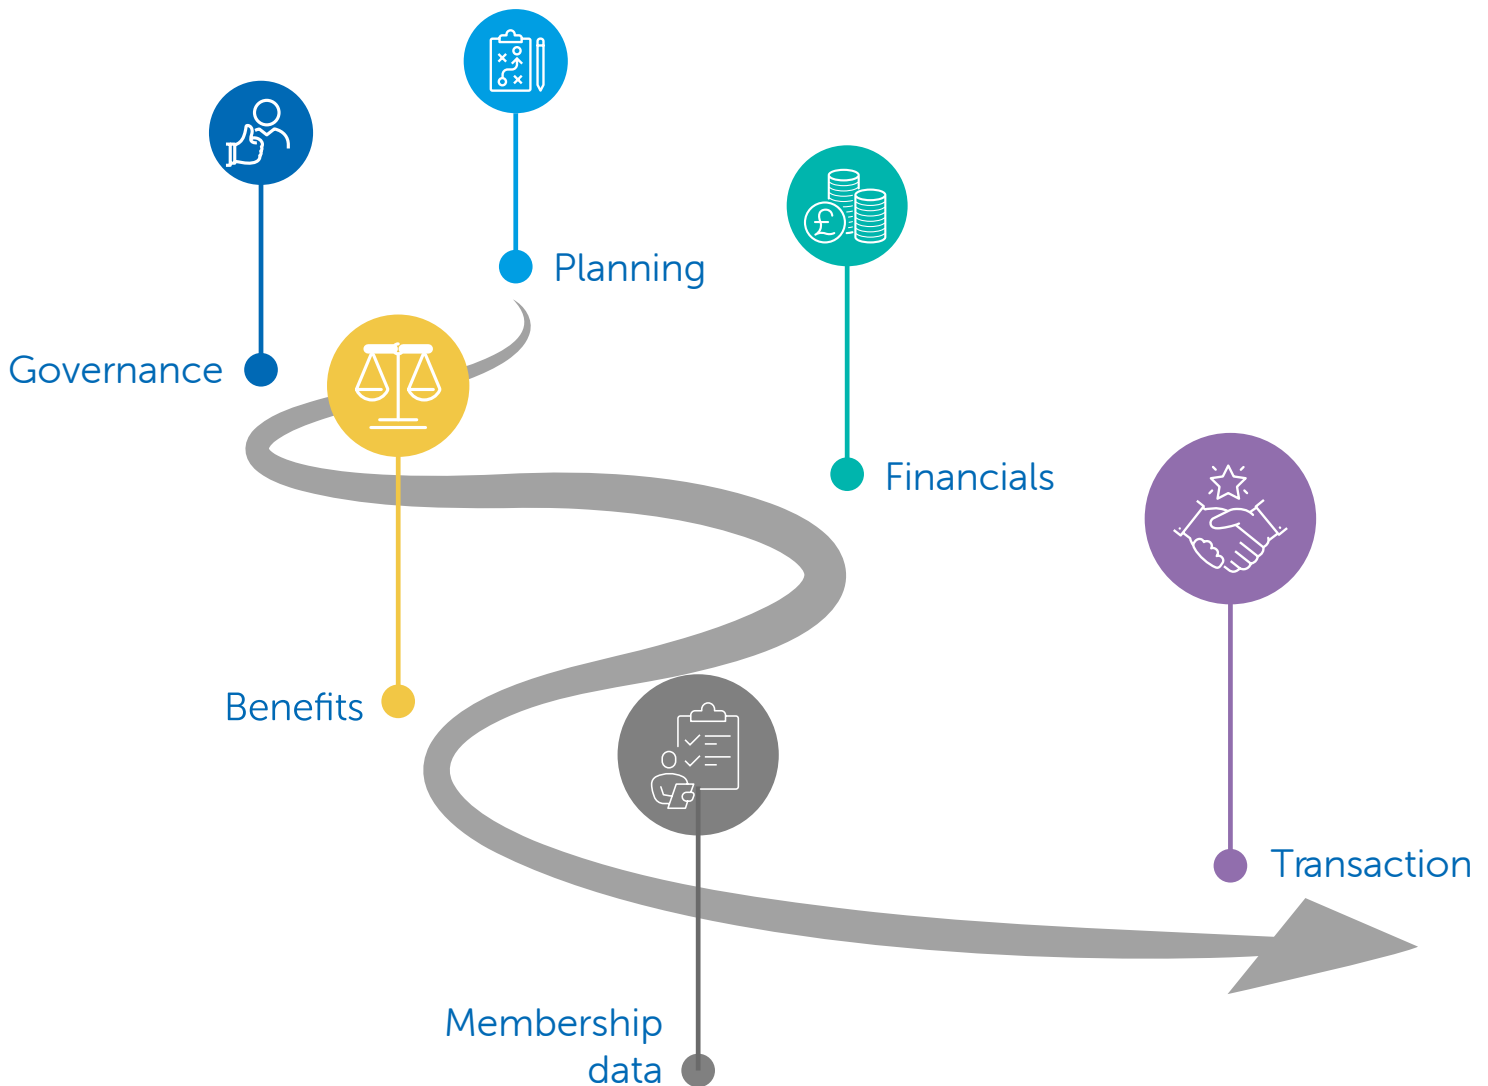 Planning
Governance
Financials
Benefits
Transaction
Membership
data